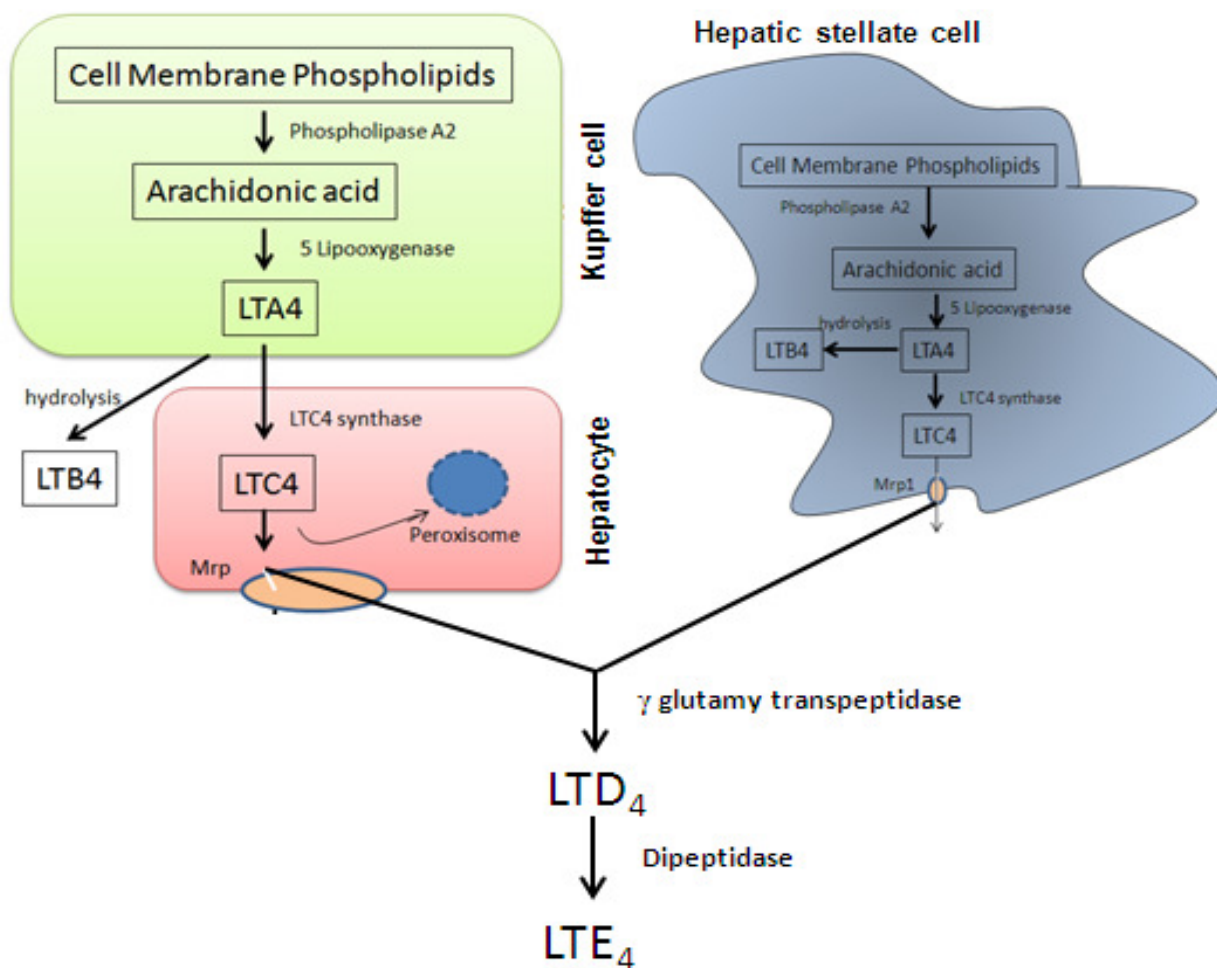 Hepatic stellate cell
Cell Membrane Phospholipids
Phospholipase A2
Arachidonic acid
5 Lipooxygenase
LTA4
hydrolysis
LTB4
LTC4 synthase
LTC4
Peroxisome
Mrp
Kupffer cell
Hepatocyte
Cell Membrane Phospholipids
Phospholipase A2
Arachidonic acid
5 Lipooxygenase
hydrolysis
LTB4
LTA4
LTC4 synthase
LTC4
Mrp1
γ glutamy transpeptidase
LTD₄
Dipeptidase
LTE₄